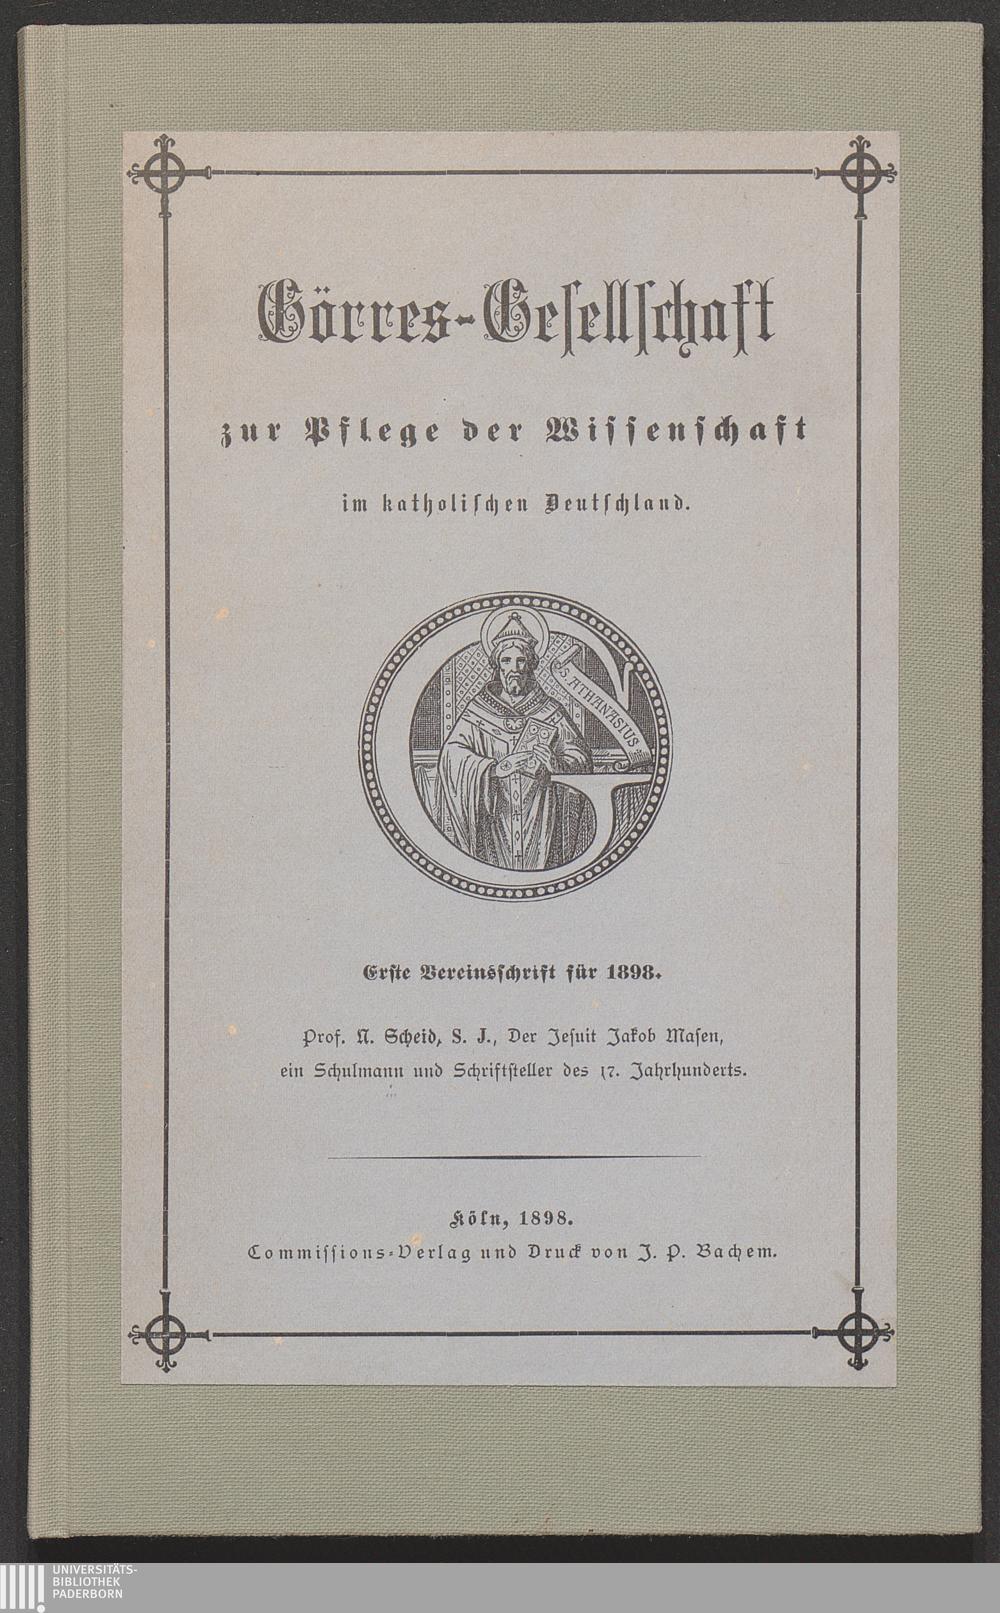 Görres-Geſellſchaft
zur Pflege der Wiſſenſchaft
im katholiſchen Deutſchland.
S. ATHANASIUS
Erſte Vereinsſchrift für 1898.
Prof. N. Scheid, S. J., Der Jeſuit Jakob Maſen,
ein Schulmann und Schriftſteller des 17. Jahrhunderts.
Köln, 1898.
Commiſſions-Verlag und Druck von J. P. Bachem.
UNIVERSITÄTS-
BIBLIOTHEK
PADERBORN